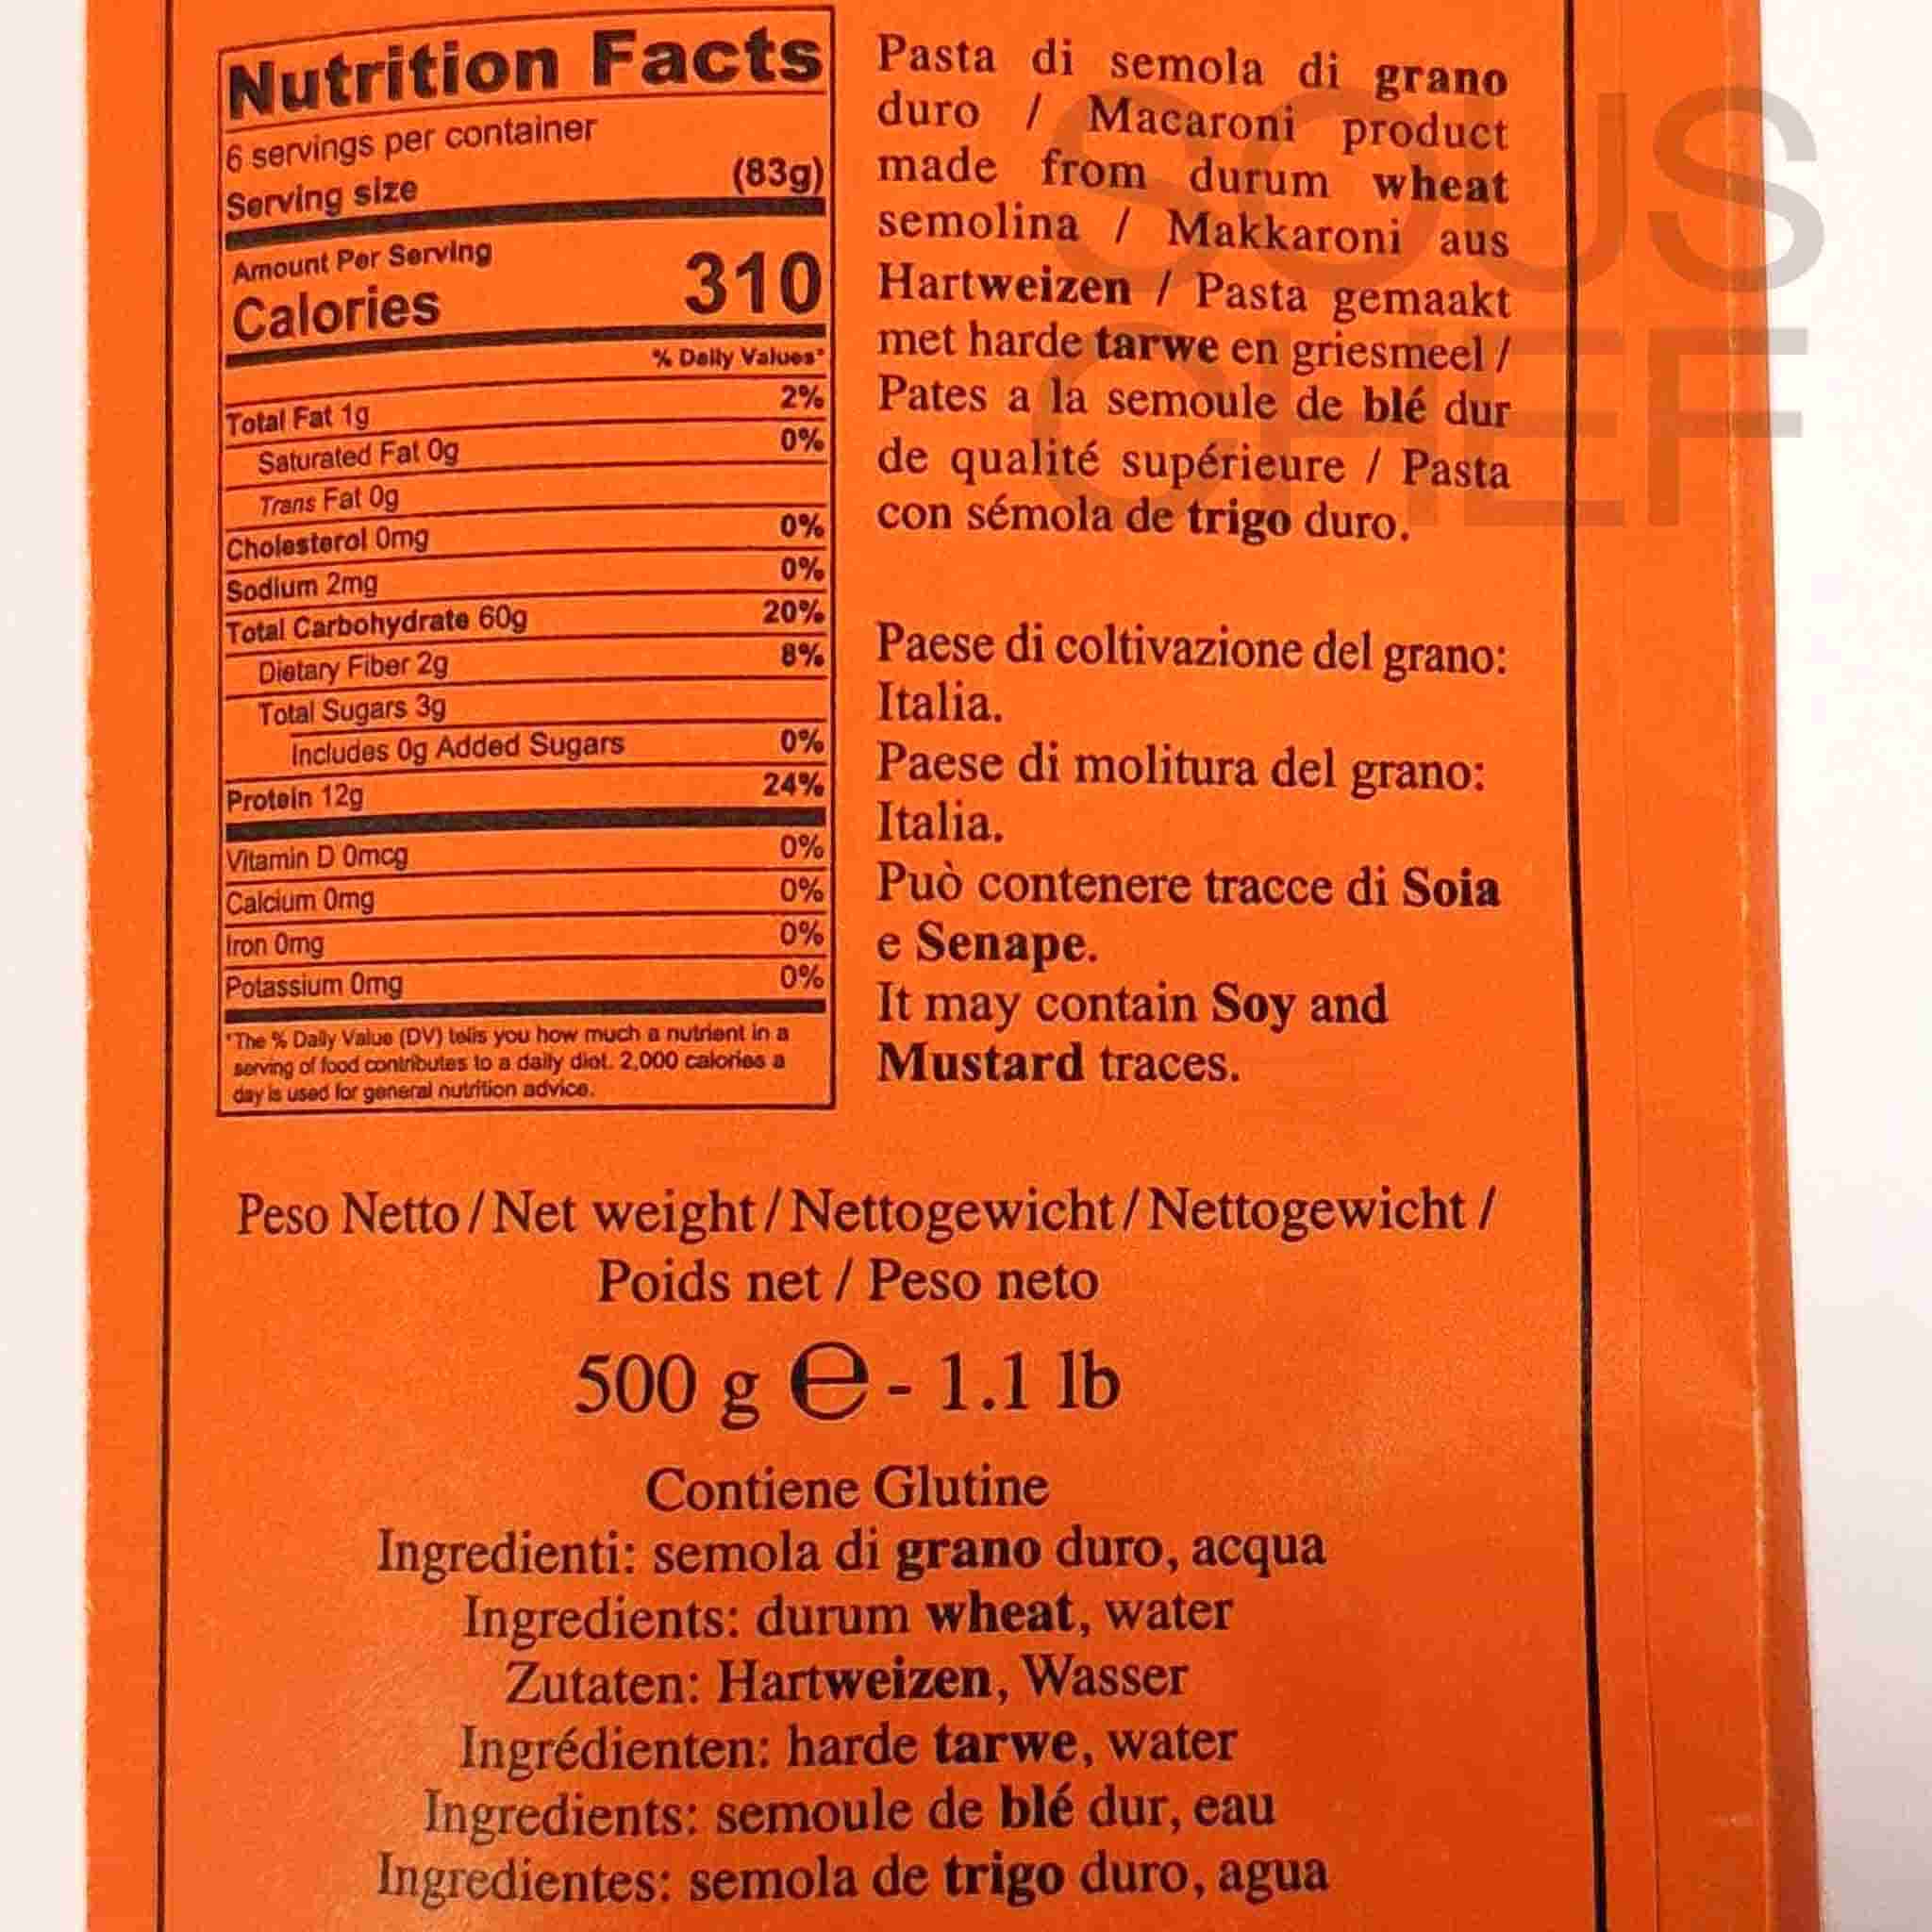 Nutrition Facts
6 servings per container
Serving size (83g)
Amount Per Serving
Calories 310
% Daily Values*
Total Fat 1g 2%
Saturated Fat 0g 0%
Trans Fat 0g
Cholesterol 0mg 0%
Sodium 2mg 0%
Total Carbohydrate 60g 20%
Dietary Fiber 2g 8%
Total Sugars 3g
Includes 0g Added Sugars 0%
Protein 12g 24%
Vitamin D 0mcg 0%
Calcium 0mg 0%
Iron 0mg 0%
Potassium 0mg 0%
*The % Daily Value (DV) tells you how much a nutrient in a
serving of food contributes to a daily diet. 2,000 calories a
day is used for general nutrition advice.
Pasta di semola di grano
duro / Macaroni product
made from durum wheat
semolina / Makkaroni aus
Hartweizen / Pasta gemaakt
met harde tarwe en griesmeel /
Pates a la semoule de blé dur
de qualité supérieure / Pasta
con sémola de trigo duro.
Paese di coltivazione del grano:
Italia.
Paese di molitura del grano:
Italia.
Può contenere tracce di Soia
e Senape.
It may contain Soy and
Mustard traces.
SOUS
CHEF
Peso Netto / Net weight / Nettogewicht / Nettogewicht /
Poids net / Peso neto
500 g e - 1.1 lb
Contiene Glutine
Ingredienti: semola di grano duro, acqua
Ingredients: durum wheat, water
Zutaten: Hartweizen, Wasser
Ingrédienten: harde tarwe, water
Ingredients: semoule de blé dur, eau
Ingredientes: semola de trigo duro, agua